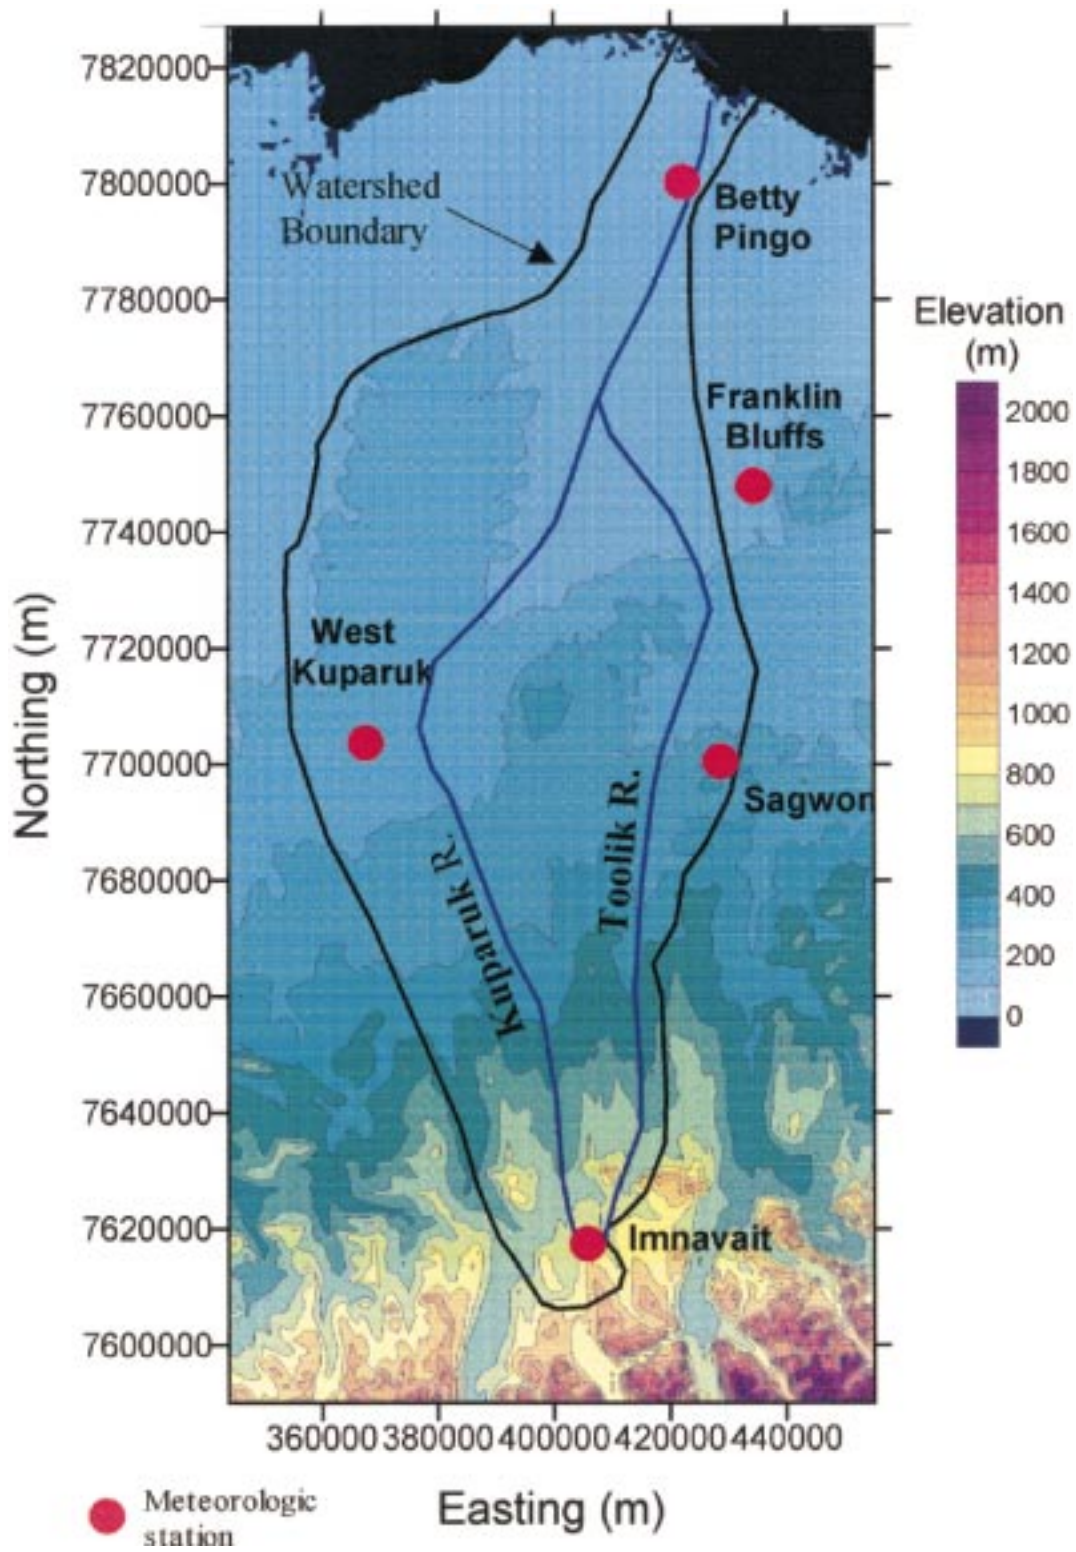 7820000
7800000
7780000
7760000
7740000
7720000
7700000
7680000
7660000
7640000
7620000
7600000
Northing (m)
Watershed
Boundary
Betty
Pingo
Franklin
Bluffs
West
Kuparuk
Sagwon
Kuparuk R.
Toolik R.
Imnavait
Elevation
(m)
2000
1800
1600
1400
1200
1000
800
600
400
200
0
360000 380000 400000 420000 440000
Easting (m)
Meteorologic
station